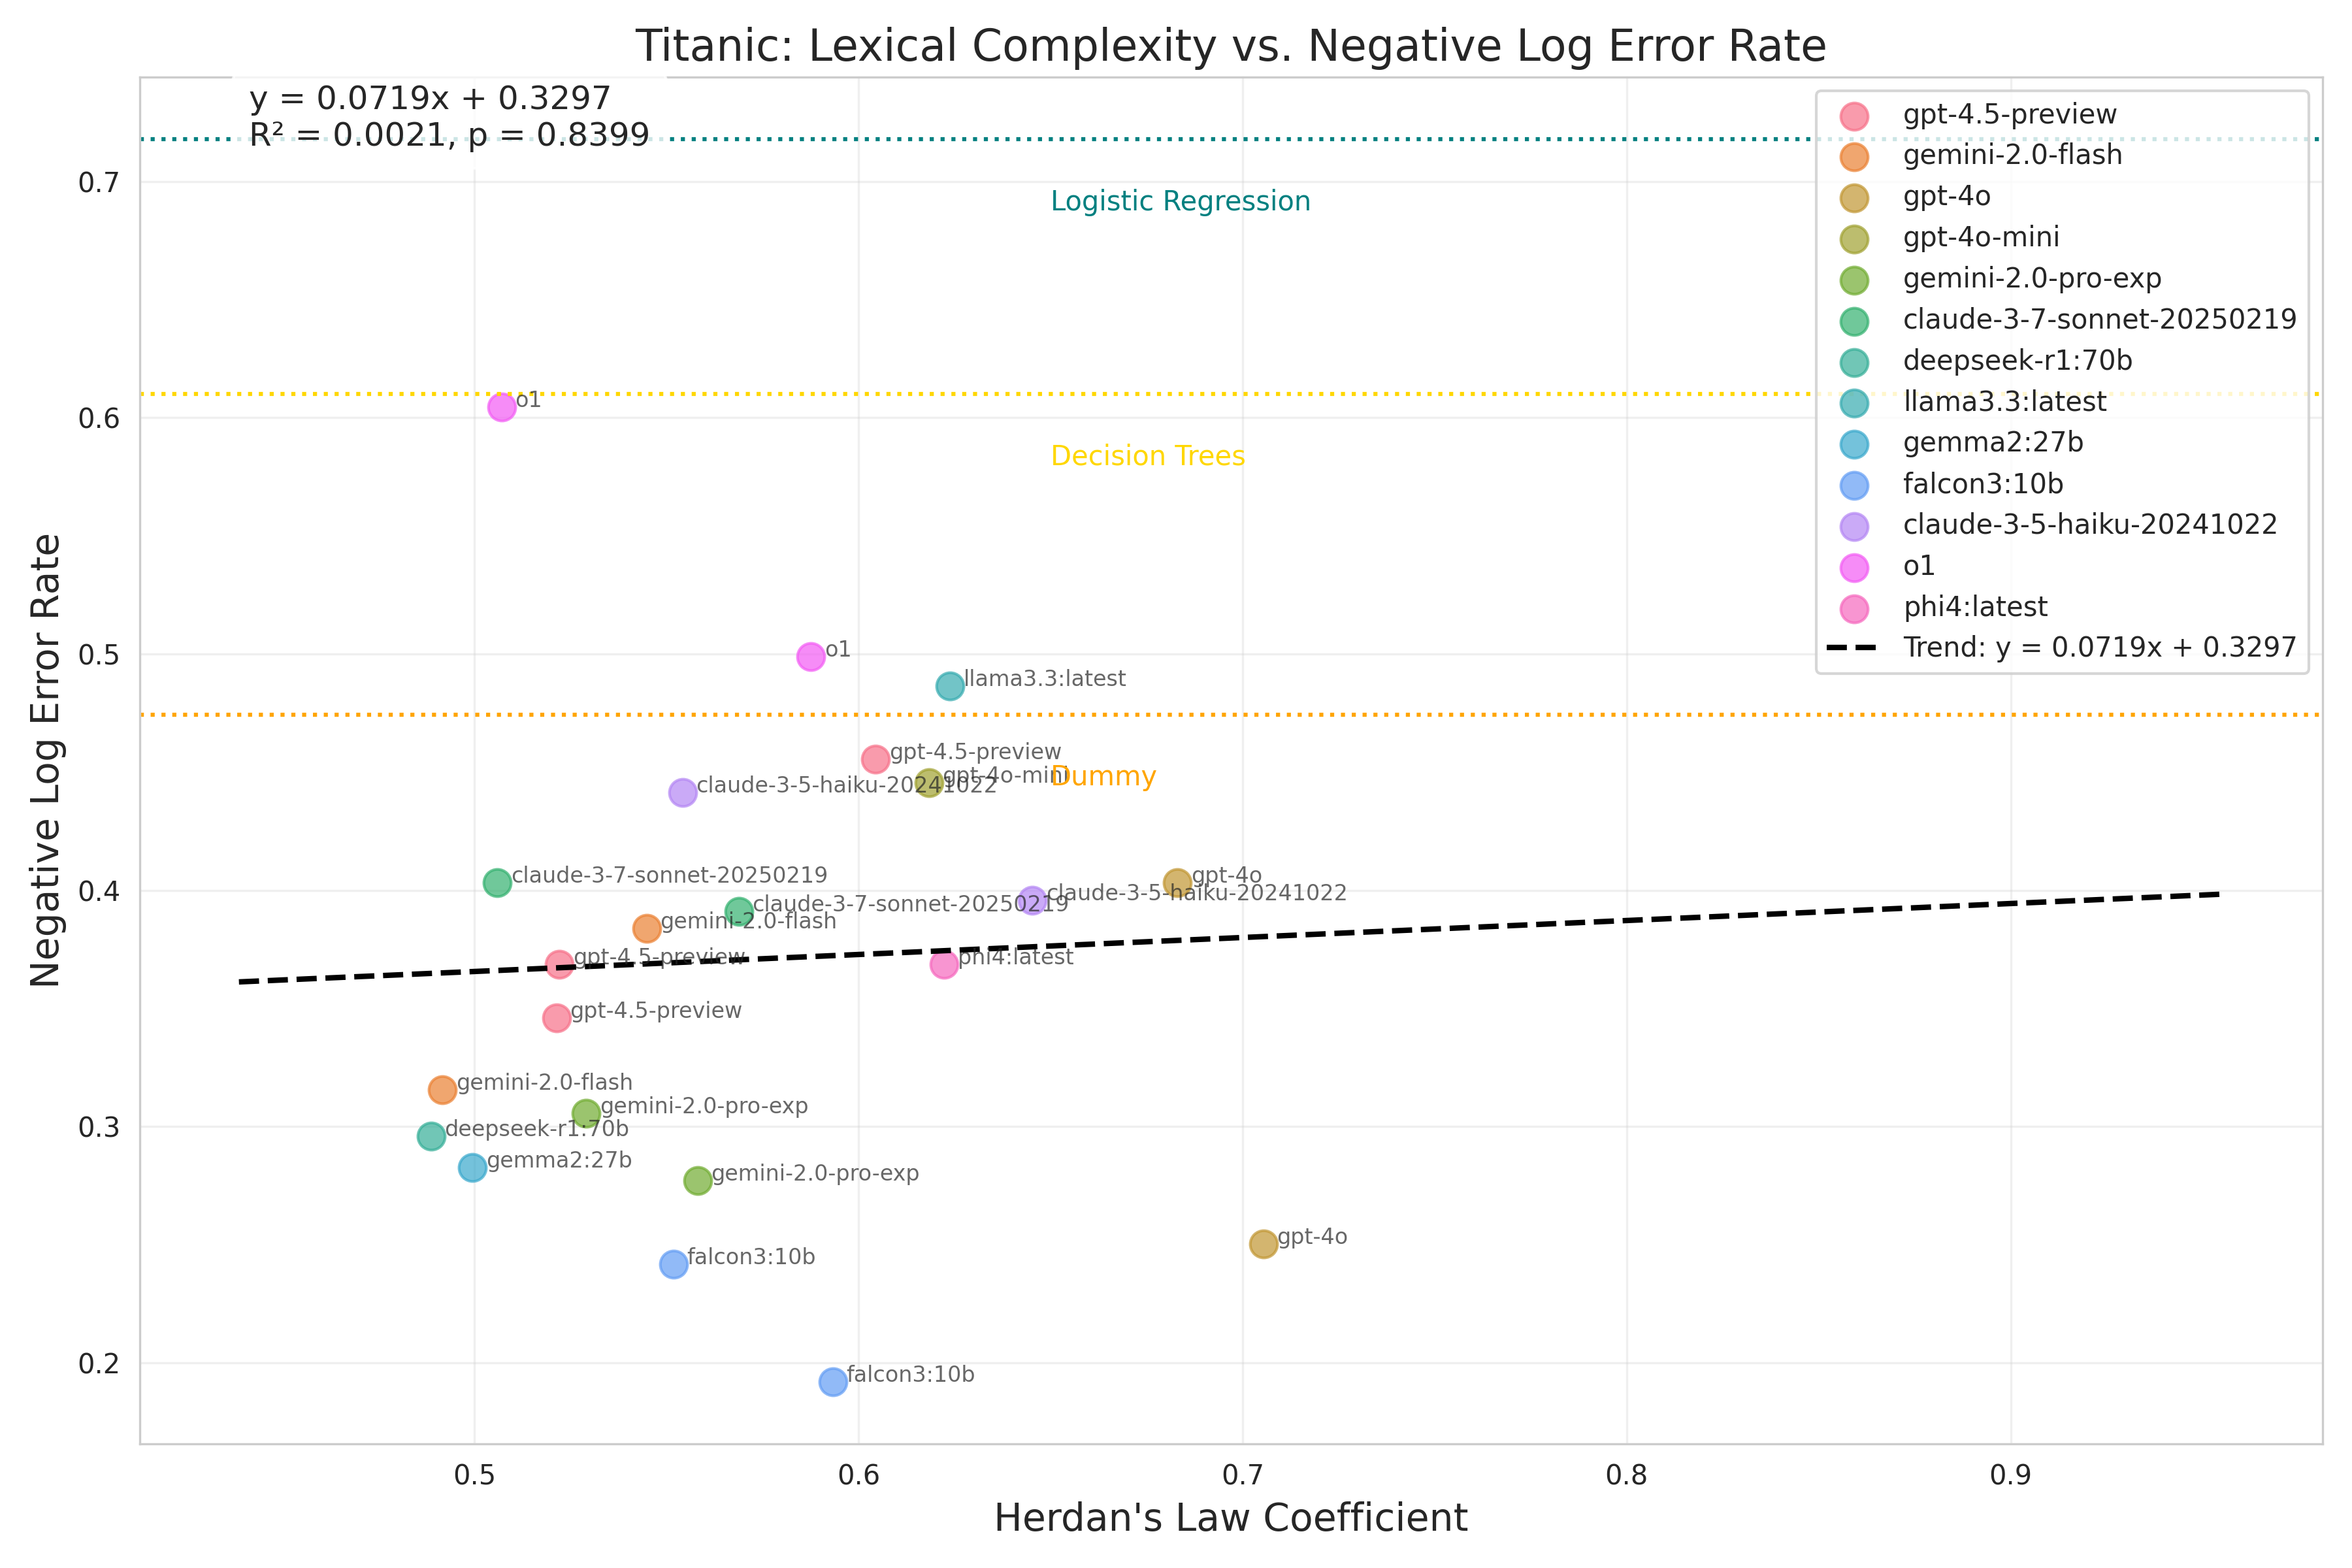 Titanic: Lexical Complexity vs. Negative Log Error Rate
y = 0.0719x + 0.3297
R² = 0.0021, p = 0.8399
gpt-4.5-preview
gemini-2.0-flash
gpt-4o
gpt-4o-mini
gemini-2.0-pro-exp
claude-3-7-sonnet-20250219
deepseek-r1:70b
llama3.3:latest
gemma2:27b
falcon3:10b
claude-3-5-haiku-20241022
o1
phi4:latest
Trend: y = 0.0719x + 0.3297
Logistic Regression
Decision Trees
Dummy
o1
o1
llama3.3:latest
gpt-4.5-preview
gpt-4o-mini
claude-3-5-haiku-20241022
claude-3-7-sonnet-20250219
gpt-4o
claude-3-5-haiku-20241022
claude-3-7-sonnet-20250219
gemini-2.0-flash
gpt-4.5-preview
phi4:latest
gpt-4.5-preview
gemini-2.0-flash
gemini-2.0-pro-exp
deepseek-r1:70b
gemma2:27b
gemini-2.0-pro-exp
falcon3:10b
gpt-4o
falcon3:10b
Negative Log Error Rate
0.7
0.6
0.5
0.4
0.3
0.2
0.5
0.6
0.7
0.8
0.9
Herdan's Law Coefficient